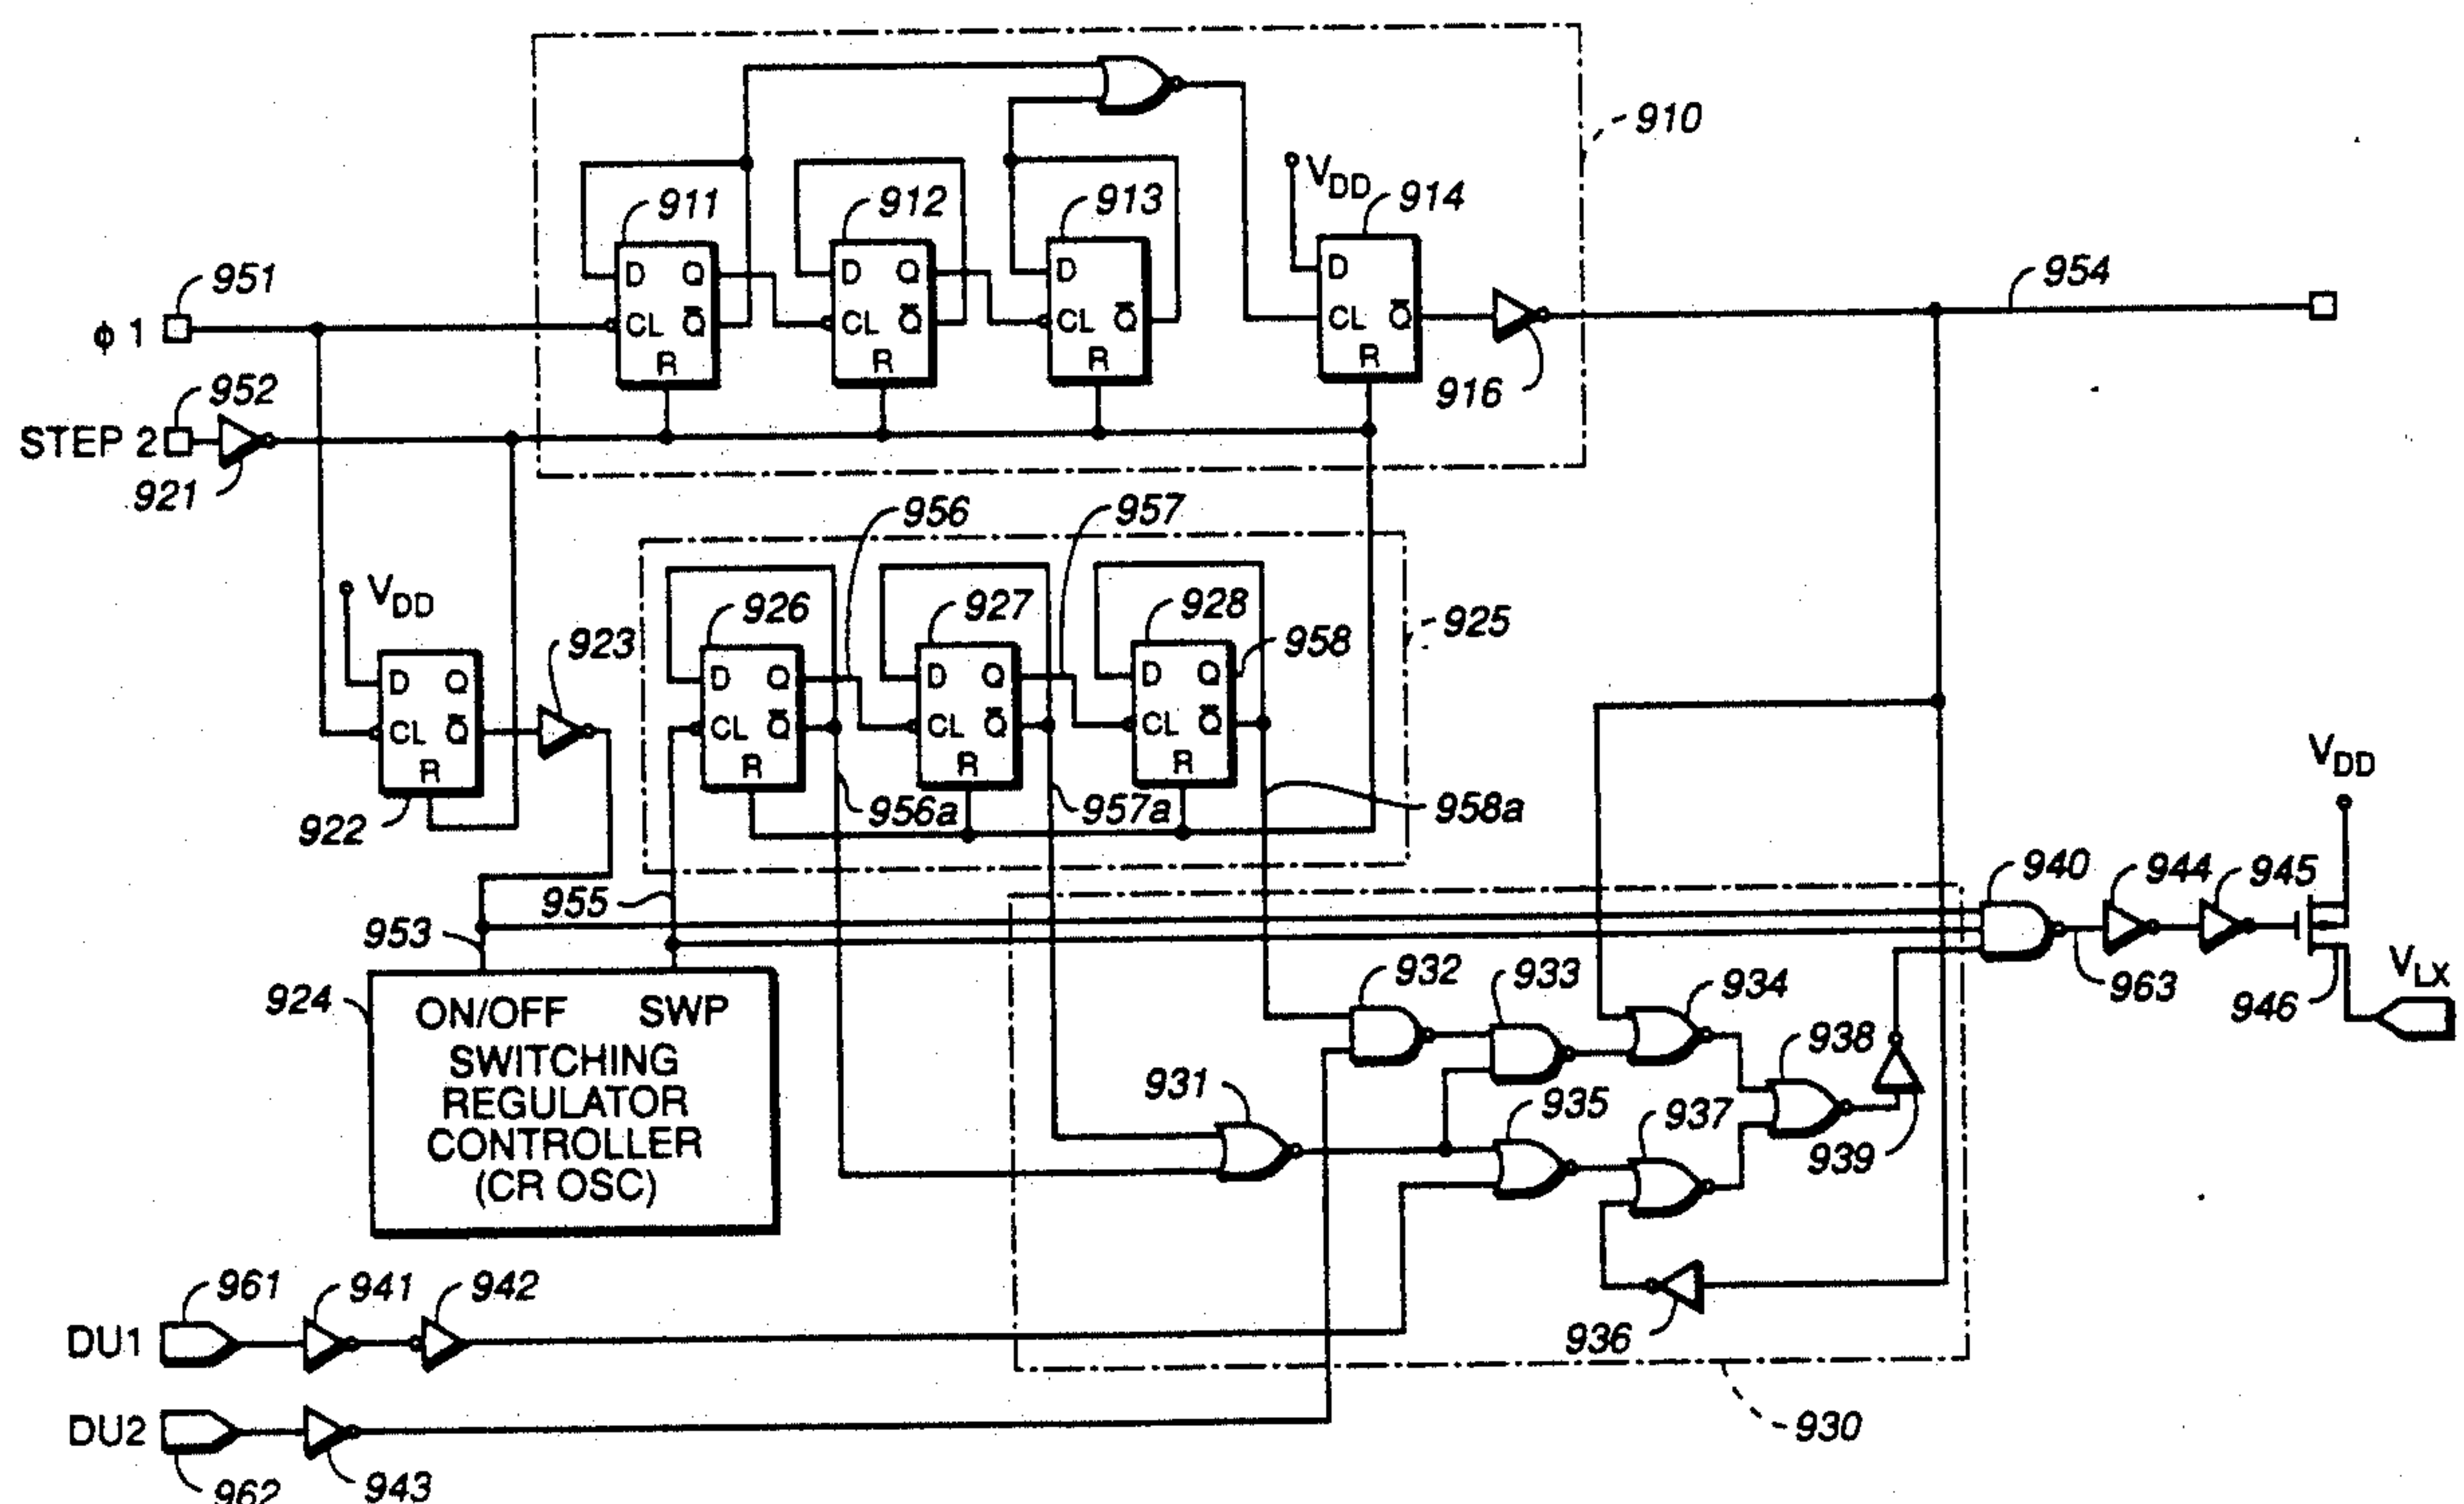 910
V_DD
911
912
913
914
D Q
D Q
D
D
951
954
φ 1
CL Q̅
CL Q̅
CL Q̅
CL Q̅
R
R
R
R
916
952
STEP 2
921
956
957
V_DD
926
927
928
925
923
958
D Q
D Q
D Q
D Q
CL Q̅
CL Q̅
CL Q̅
CL Q̅
R
R
R
R
V_DD
922
956a
957a
958a
940
944
945
955
953
932
933
934
963
946
V_LX
924
ON/OFF SWP
SWITCHING
REGULATOR
CONTROLLER
(CR OSC)
938
931
935
937
939
961
941
942
DU1
936
DU2
930
962
943